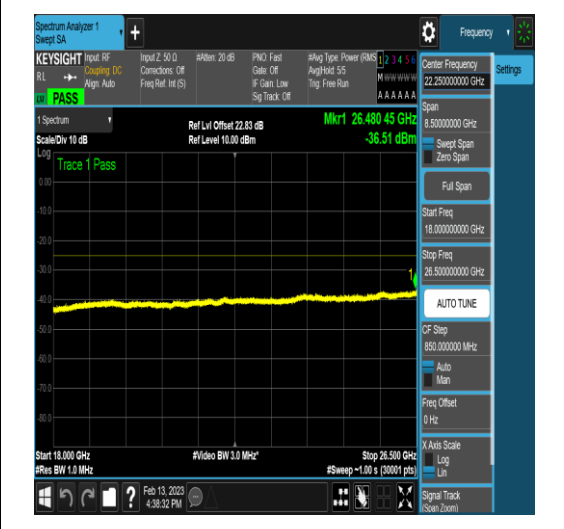 Spectrum Analyzer 1
Swept SA
Frequency
KEYSIGHT
RL
PASS
Input: RF
Coupling: DC
Align: Auto
Input Z: 50 Ω
Corrections: Off
Freq Ref: Int (S)
#Atten: 20 dB
PNO: Fast
Gate: Off
IF Gain: Low
Sig Track: Off
#Avg Type: Power (RMS
Avg|Hold: 5/5
Trig: Free Run
1 2 3 4 5 6
M w w w w w
A A A A A A
1 Spectrum
Scale/Div 10 dB
Ref Lvl Offset 22.83 dB
Ref Level 10.00 dBm
Mkr1 26.480 45 GHz
-36.51 dBm
Log
Trace 1 Pass
0.00
-10.0
-20.0
-30.0
-40.0
-50.0
-60.0
-70.0
-80.0
1
Start 18.000 GHz
#Res BW 1.0 MHz
#Video BW 3.0 MHz*
Stop 26.500 GHz
#Sweep ~1.00 s (30001 pts)
Feb 13, 2023
4:38:32 PM
Center Frequency
22.250000000 GHz
Settings
Span
8.50000000 GHz
Swept Span
Zero Span
Full Span
Start Freq
18.000000000 GHz
Stop Freq
26.500000000 GHz
AUTO TUNE
CF Step
850.000000 MHz
Auto
Man
Freq Offset
0 Hz
X Axis Scale
Log
Lin
Signal Track
(Span Zoom)